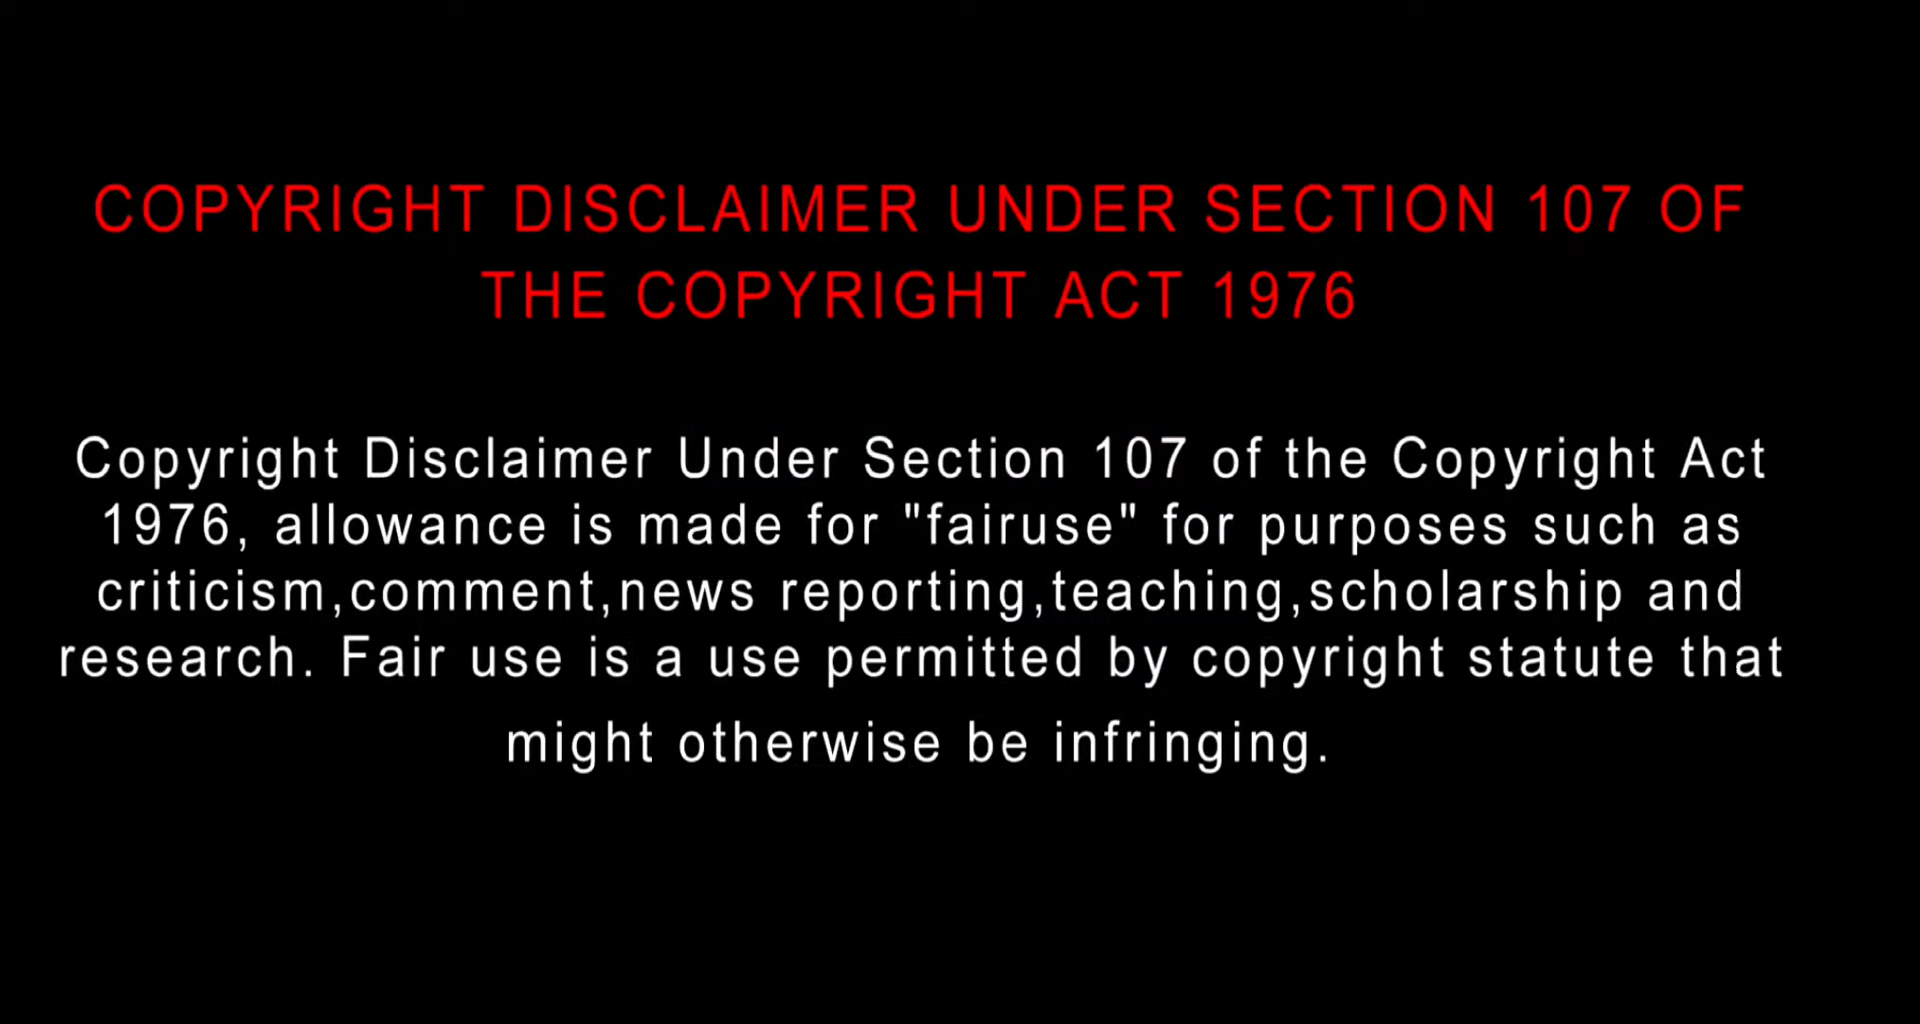 COPYRIGHT DISCLAIMER UNDER SECTION 107 OF
THE COPYRIGHT ACT 1976
Copyright Disclaimer Under Section 107 of the Copyright Act
1976, allowance is made for "fairuse" for purposes such as
criticism,comment,news reporting,teaching,scholarship and
research. Fair use is a use permitted by copyright statute that
might otherwise be infringing.